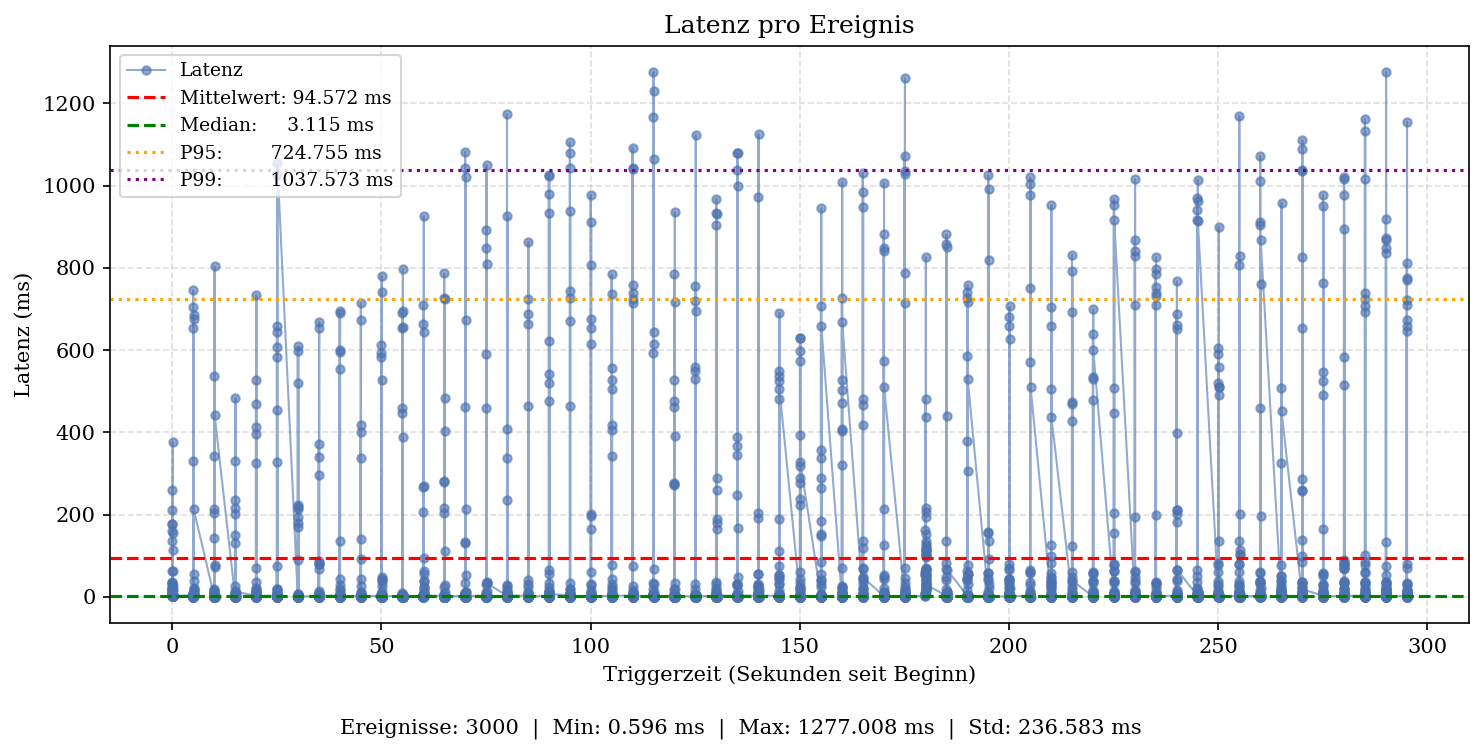 Latenz pro Ereignis
Latenz
Mittelwert: 94.572 ms
Median: 3.115 ms
P95: 724.755 ms
P99: 1037.573 ms
Latenz (ms)
1200
1000
800
600
400
200
0
0 50 100 150 200 250 300
Triggerzeit (Sekunden seit Beginn)
Ereignisse: 3000 | Min: 0.596 ms | Max: 1277.008 ms | Std: 236.583 ms